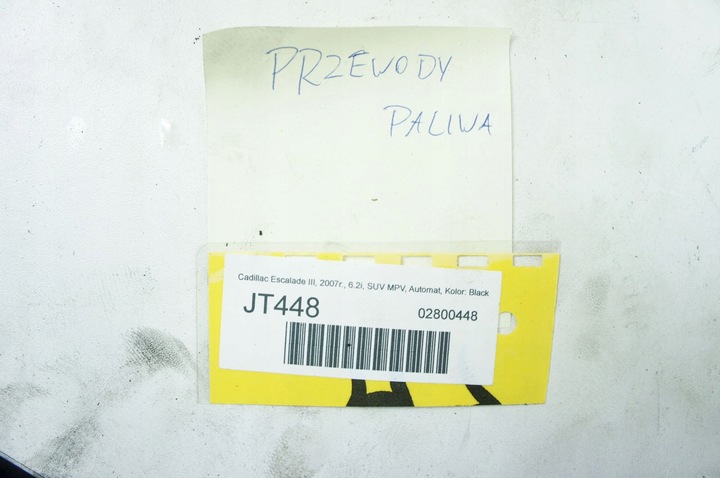 PRZEWODY
PALIWA
Cadillac Escalade III, 2007r., 6.2i, SUV MPV, Automat, Kolor: Black
JT448
02800448